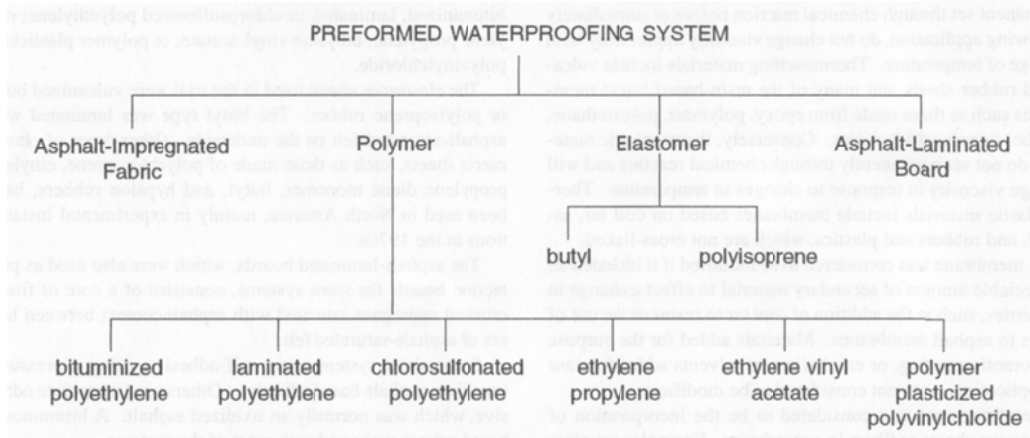 PREFORMED WATERPROOFING SYSTEM
Asphalt-Impregnated
Fabric
Polymer
Elastomer
Asphalt-Laminated
Board
butyl
polyisoprene
bituminized
polyethylene
laminated
polyethylene
chlorsulfonated
polyethylene
ethylene
propylene
ethylene vinyl
acetate
polymer
plasticized
polyvinylchloride